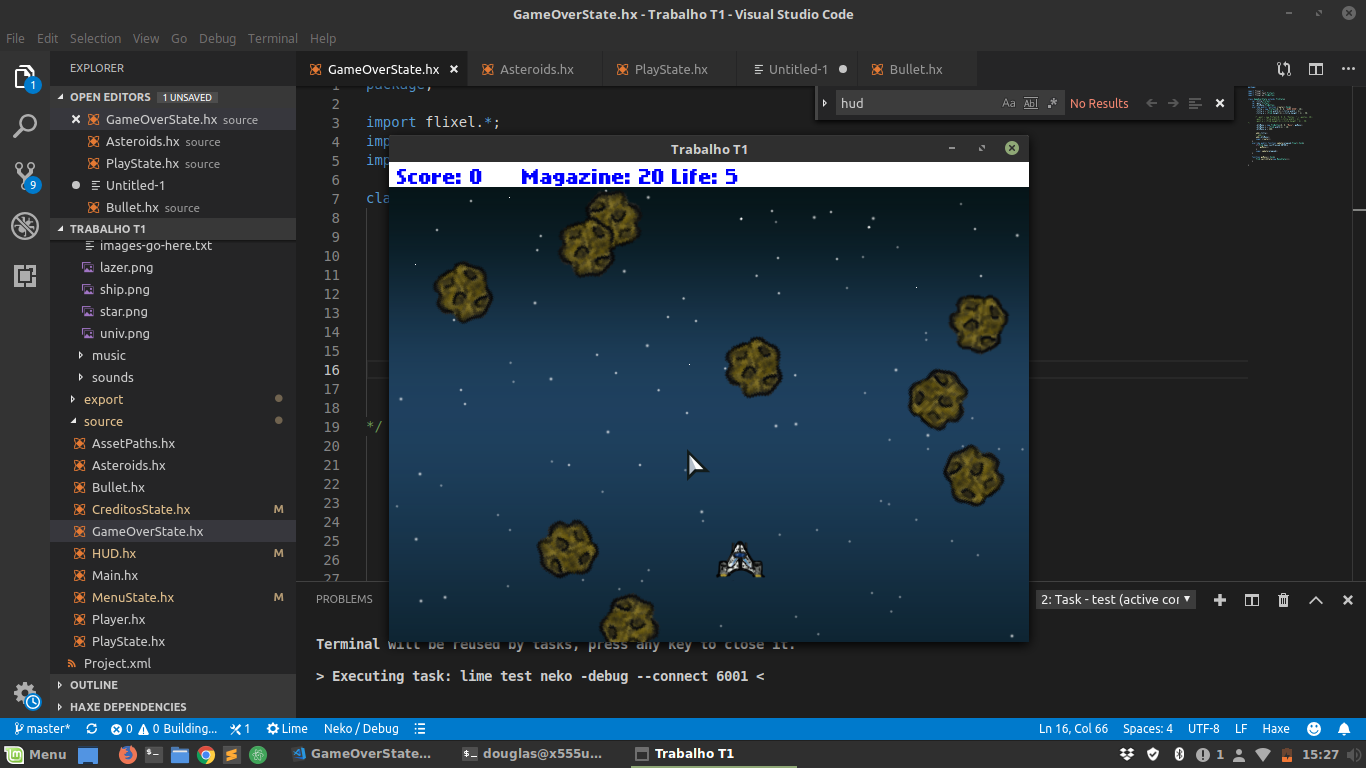 GameOverState.hx - Trabalho T1 - Visual Studio Code
File Edit Selection View Go Debug Terminal Help
1
9
EXPLORER
OPEN EDITORS 1 UNSAVED
GameOverState.hx source
Asteroids.hx source
PlayState.hx source
Untitled-1
Bullet.hx source
TRABALHO T1
images-go-here.txt
lazer.png
ship.png
star.png
univ.png
music
sounds
export
source
AssetPaths.hx
Asteroids.hx
Bullet.hx
CreditosState.hx M
GameOverState.hx
HUD.hx M
Main.hx
MenuState.hx M
Player.hx
PlayState.hx
Project.xml
OUTLINE
HAXE DEPENDENCIES
GameOverState.hx Asteroids.hx PlayState.hx Untitled-1 Bullet.hx
hud Aa Abl .* No Results
1 package;
2
3 import flixel.*;
4 imp
5 imp
6
7 cla
8
9
10
11
12
13
14
15
16
17
18
19 */
20
21
22
23
24
25
26
27
Trabalho T1
Score: 0 Magazine: 20 Life: 5
PROBLEMS 2: Task - test (active cor
Terminal will be reused by tasks, press any key to close it.
> Executing task: lime test neko -debug --connect 6001 <
master* 0 0 Building... 1 Lime Neko / Debug Ln 16, Col 66 Spaces: 4 UTF-8 LF Haxe
Menu GameOverState... douglas@x555u... Trabalho T1 1 15:27